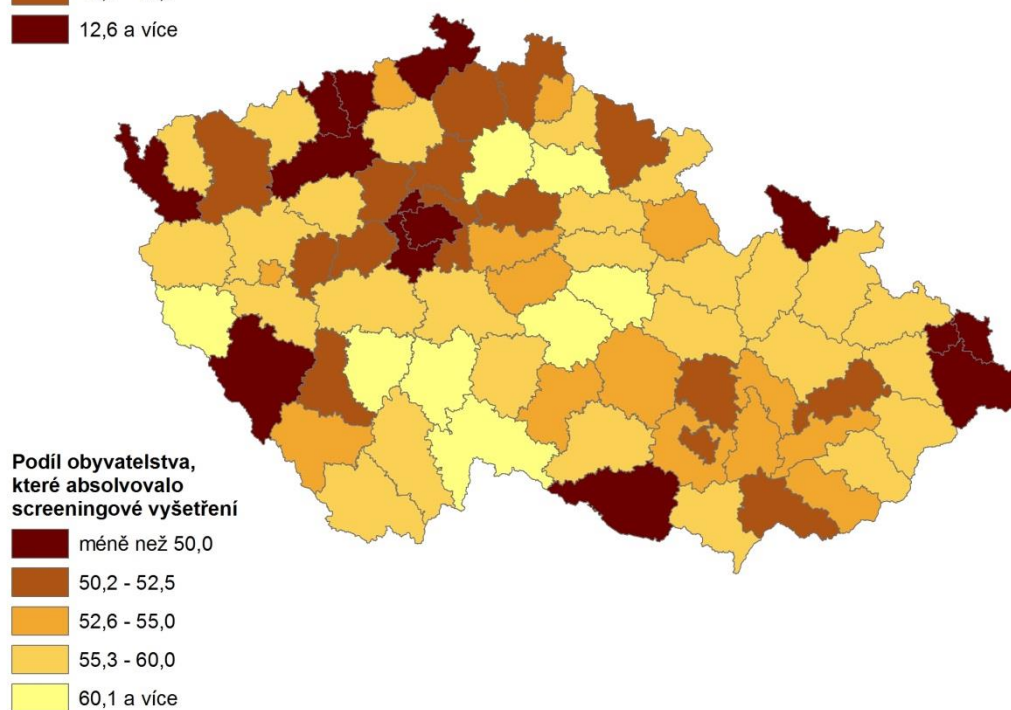 12,6 a více
Podíl obyvatelstva,
které absolvovalo
screeningové vyšetření
méně než 50,0
50,2 - 52,5
52,6 - 55,0
55,3 - 60,0
60,1 a více